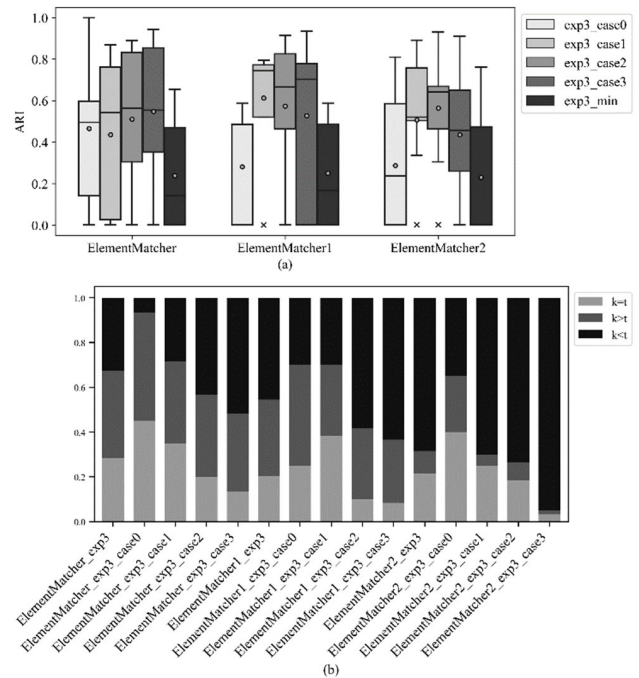 1.0
0.8
0.6
0.4
0.2
0.0
ARI
ElementMatcher
ElementMatcher1
ElementMatcher2
exp3_case0
exp3_case1
exp3_case2
exp3_case3
exp3_min
(a)
1.0
0.8
0.6
0.4
0.2
0.0
k=t
k>t
k<t
ElementMatcher_exp3
ElementMatcher_exp3_case0
ElementMatcher_exp3_case1
ElementMatcher_exp3_case2
ElementMatcher_exp3_case3
ElementMatcher1_exp3
ElementMatcher1_exp3_case0
ElementMatcher1_exp3_case1
ElementMatcher1_exp3_case2
ElementMatcher1_exp3_case3
ElementMatcher2_exp3
ElementMatcher2_exp3_case0
ElementMatcher2_exp3_case1
ElementMatcher2_exp3_case2
ElementMatcher2_exp3_case3
(b)